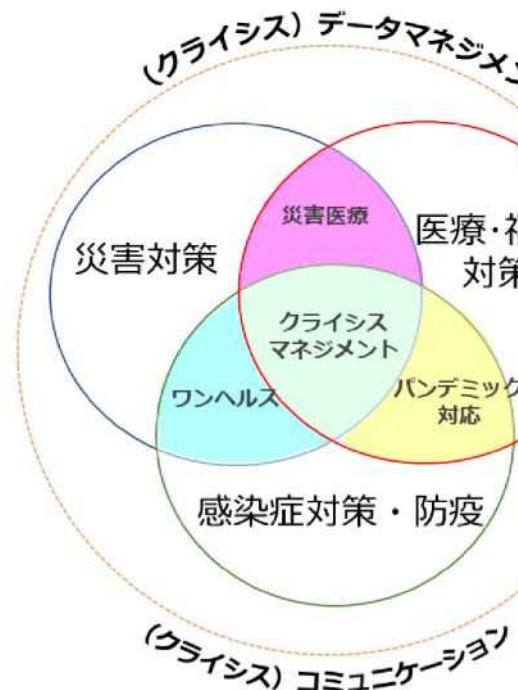 (クライシス) データマネジメ
災害医療
災害対策
医療・
対策
クライシス
マネジメント
ワンヘルス
パンデミック
対応
感染症対策・防疫
(クライシス) コミュニケーション